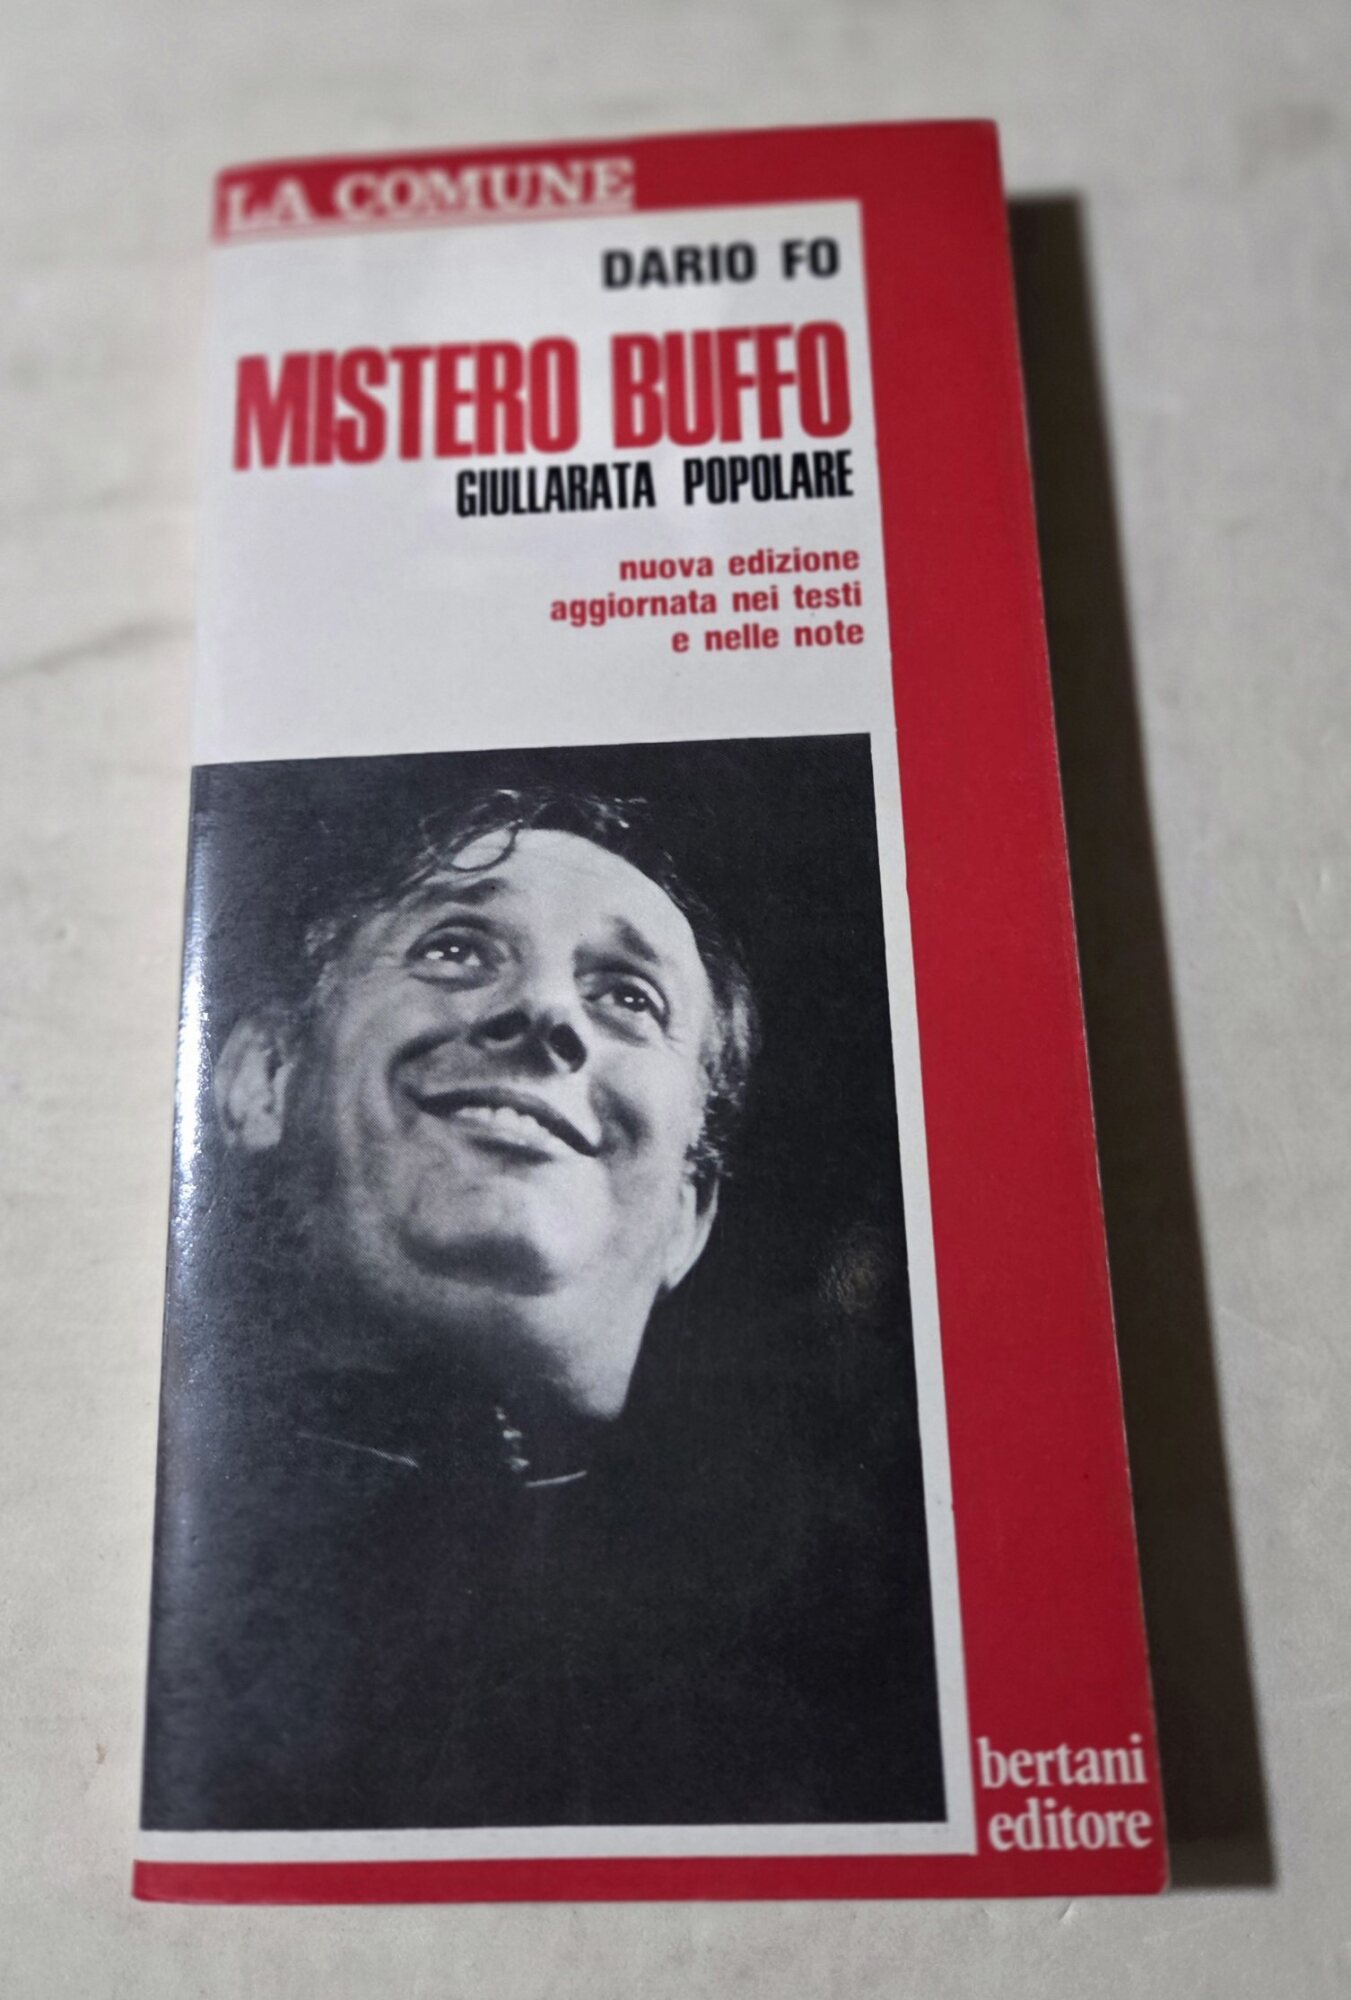 LA COMUNE
DARIO FO
MISTERO BUFFO
GIULLARATA POPOLARE
nuova edizione
aggiornata nei testi
e nelle note
bertani
editore